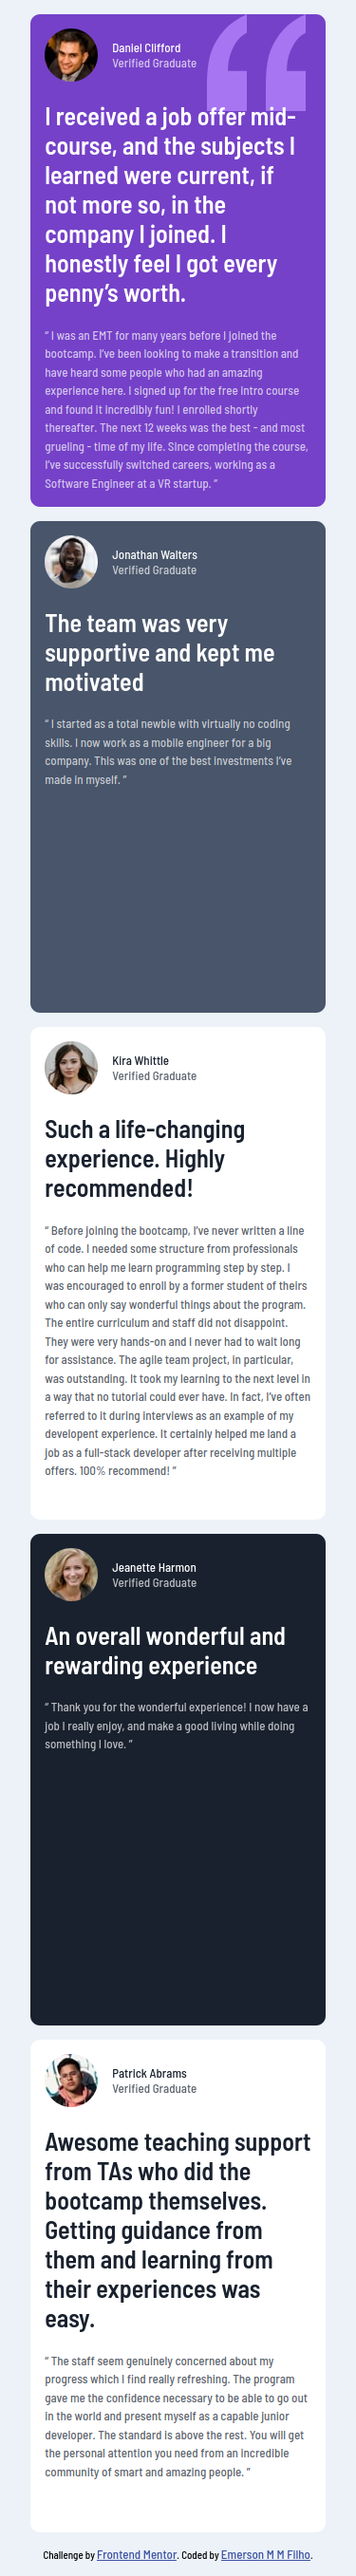 Daniel Clifford
Verified Graduate
I received a job offer mid-
course, and the subjects I
learned were current, if
not more so, in the
company I joined. I
honestly feel I got every
penny’s worth.
“ I was an EMT for many years before I joined the
bootcamp. I’ve been looking to make a transition and
have heard some people who had an amazing
experience here. I signed up for the free intro course
and found it incredibly fun! I enrolled shortly
thereafter. The next 12 weeks was the best - and most
grueling - time of my life. Since completing the course,
I’ve successfully switched careers, working as a
Software Engineer at a VR startup. ”
Jonathan Walters
Verified Graduate
The team was very
supportive and kept me
motivated
“ I started as a total newbie with virtually no coding
skills. I now work as a mobile engineer for a big
company. This was one of the best investments I’ve
made in myself. ”
Kira Whittle
Verified Graduate
Such a life-changing
experience. Highly
recommended!
“ Before joining the bootcamp, I’ve never written a line
of code. I needed some structure from professionals
who can help me learn programming step by step. I
was encouraged to enroll by a former student of theirs
who can only say wonderful things about the program.
The entire curriculum and staff did not disappoint.
They were very hands-on and I never had to wait long
for assistance. The agile team project, in particular,
was outstanding. It took my learning to the next level in
a way that no tutorial could ever have. In fact, I’ve often
referred to it during interviews as an example of my
developent experience. It certainly helped me land a
job as a full-stack developer after receiving multiple
offers. 100% recommend! ”
Jeanette Harmon
Verified Graduate
An overall wonderful and
rewarding experience
“ Thank you for the wonderful experience! I now have a
job I really enjoy, and make a good living while doing
something I love. ”
Patrick Abrams
Verified Graduate
Awesome teaching support
from TAs who did the
bootcamp themselves.
Getting guidance from
them and learning from
their experiences was
easy.
“ The staff seem genuinely concerned about my
progress which I find really refreshing. The program
gave me the confidence necessary to be able to go out
in the world and present myself as a capable junior
developer. The standard is above the rest. You will get
the personal attention you need from an incredible
community of smart and amazing people. ”
Challenge by Frontend Mentor. Coded by Emerson M M Filho.